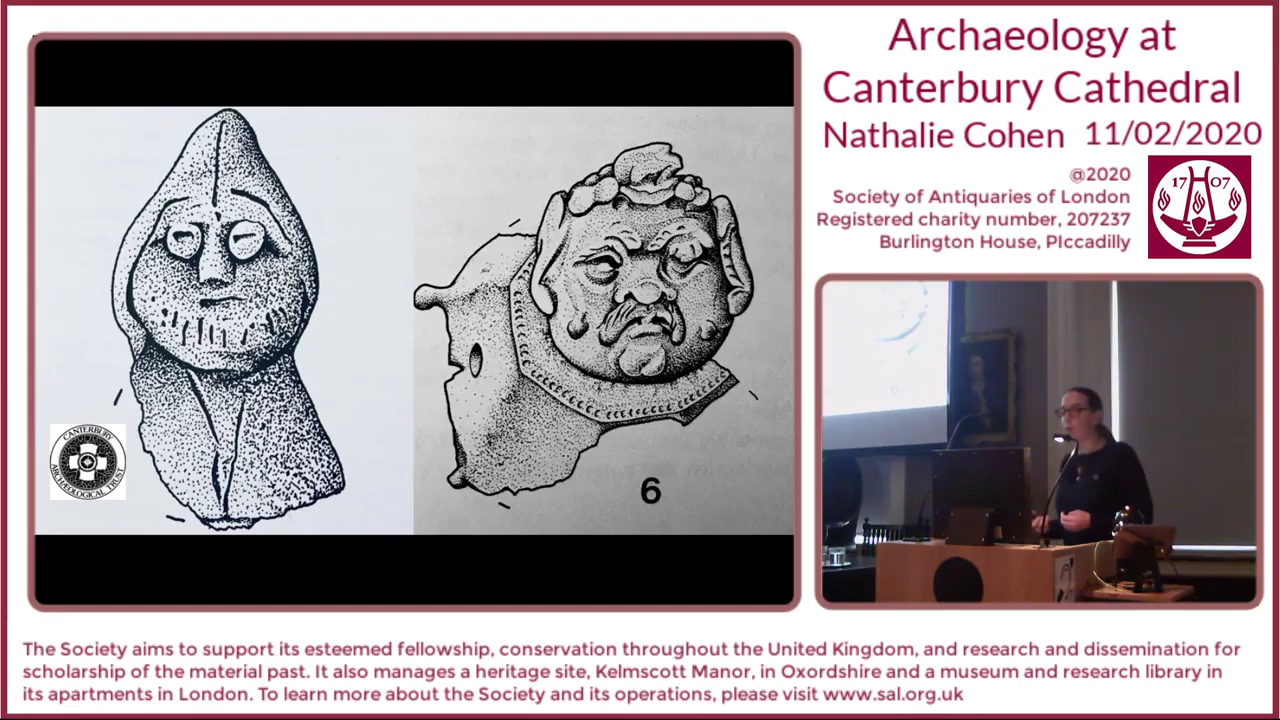 Archaeology at
Canterbury Cathedral
Nathalie Cohen 11/02/2020
@2020
Society of Antiquaries of London
Registered charity number, 207237
Burlington House, PIccadilly
17 07
6
CANTERBURY
ARCHAEOLOGICAL TRUST
The Society aims to support its esteemed fellowship, conservation throughout the United Kingdom, and research and dissemination for
scholarship of the material past. It also manages a heritage site, Kelmscott Manor, in Oxordshire and a museum and research library in
its apartments in London. To learn more about the Society and its operations, please visit www.sal.org.uk